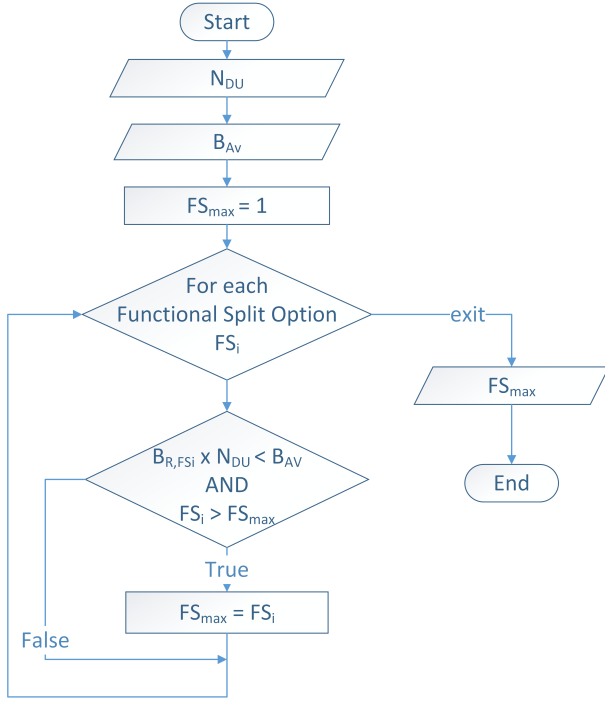 Start
N_DU
B_Av
FS_max = 1
For each
Functional Split Option
FS_i
exit
FS_max
End
B_R,FSi x N_DU < B_AV
AND
FS_i > FS_max
True
FS_max = FS_i
False